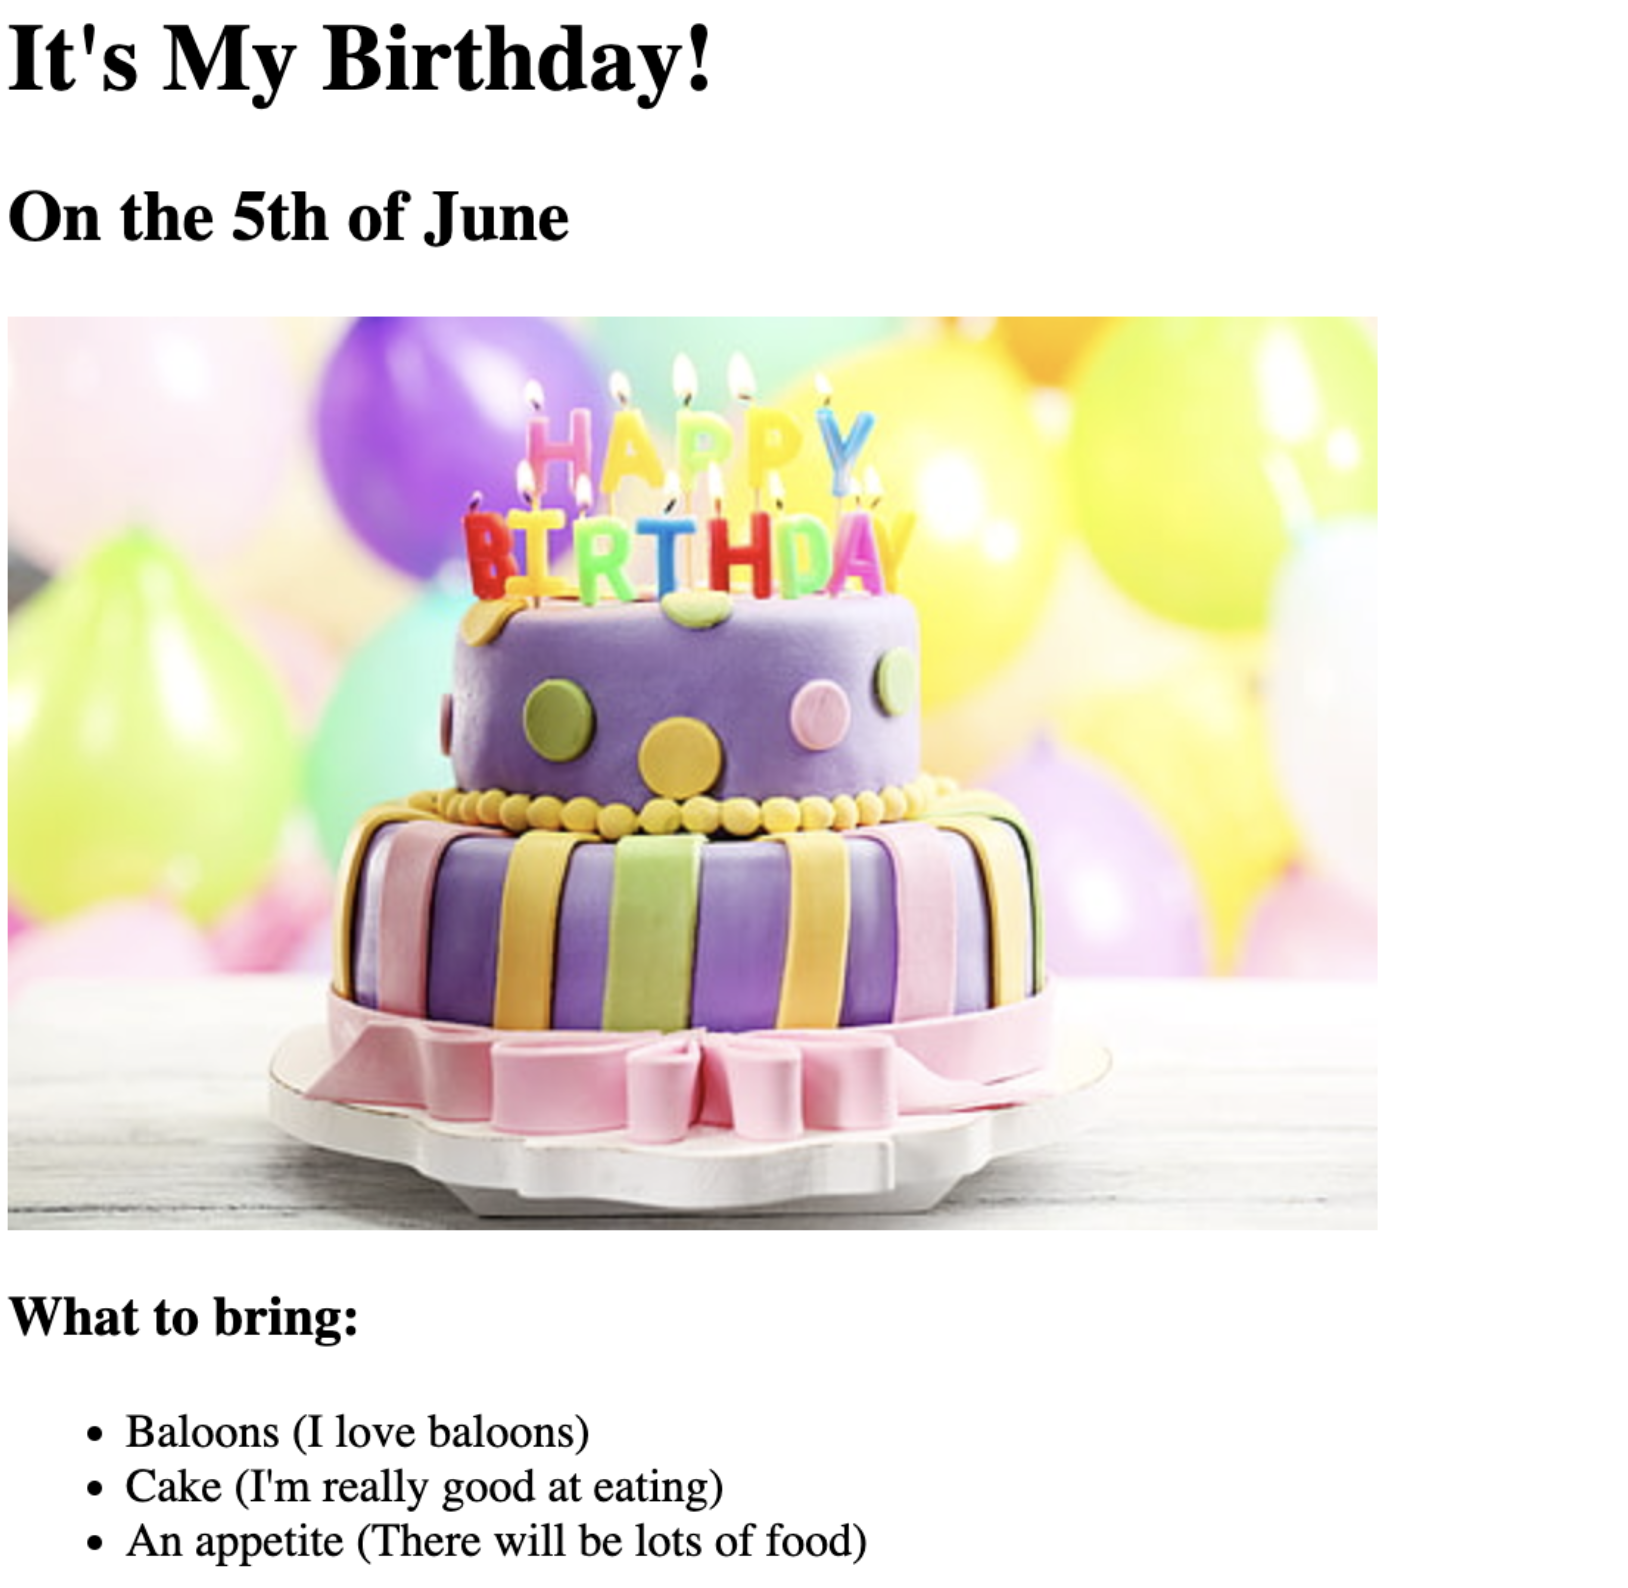 It's My Birthday!
On the 5th of June
HAPPY
BIRTHDAY
What to bring:
Baloons (I love baloons)
Cake (I'm really good at eating)
An appetite (There will be lots of food)